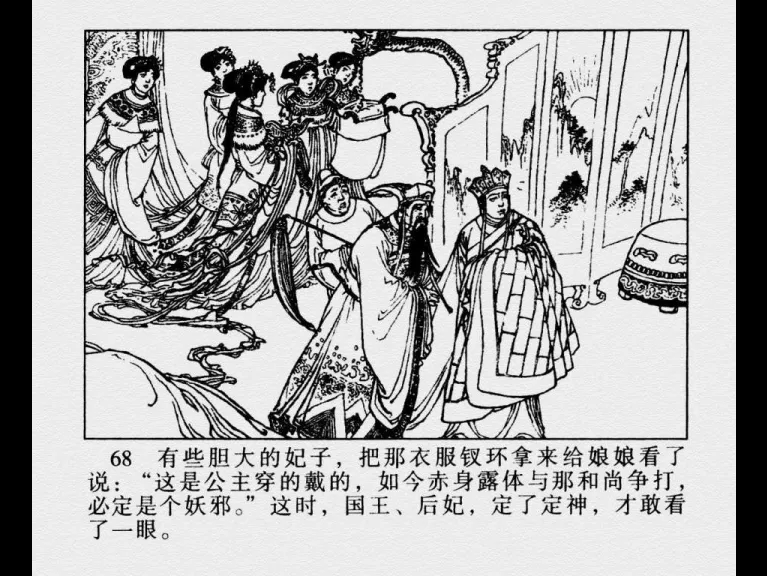 68 有些胆大的妃子，把那衣服钗环拿来给娘娘看了
说：“这是公主穿的戴的，如今赤身露体与那和尚争打，
必定是个妖邪。”这时，国王、后妃，定了定神，才敢看
了一眼。